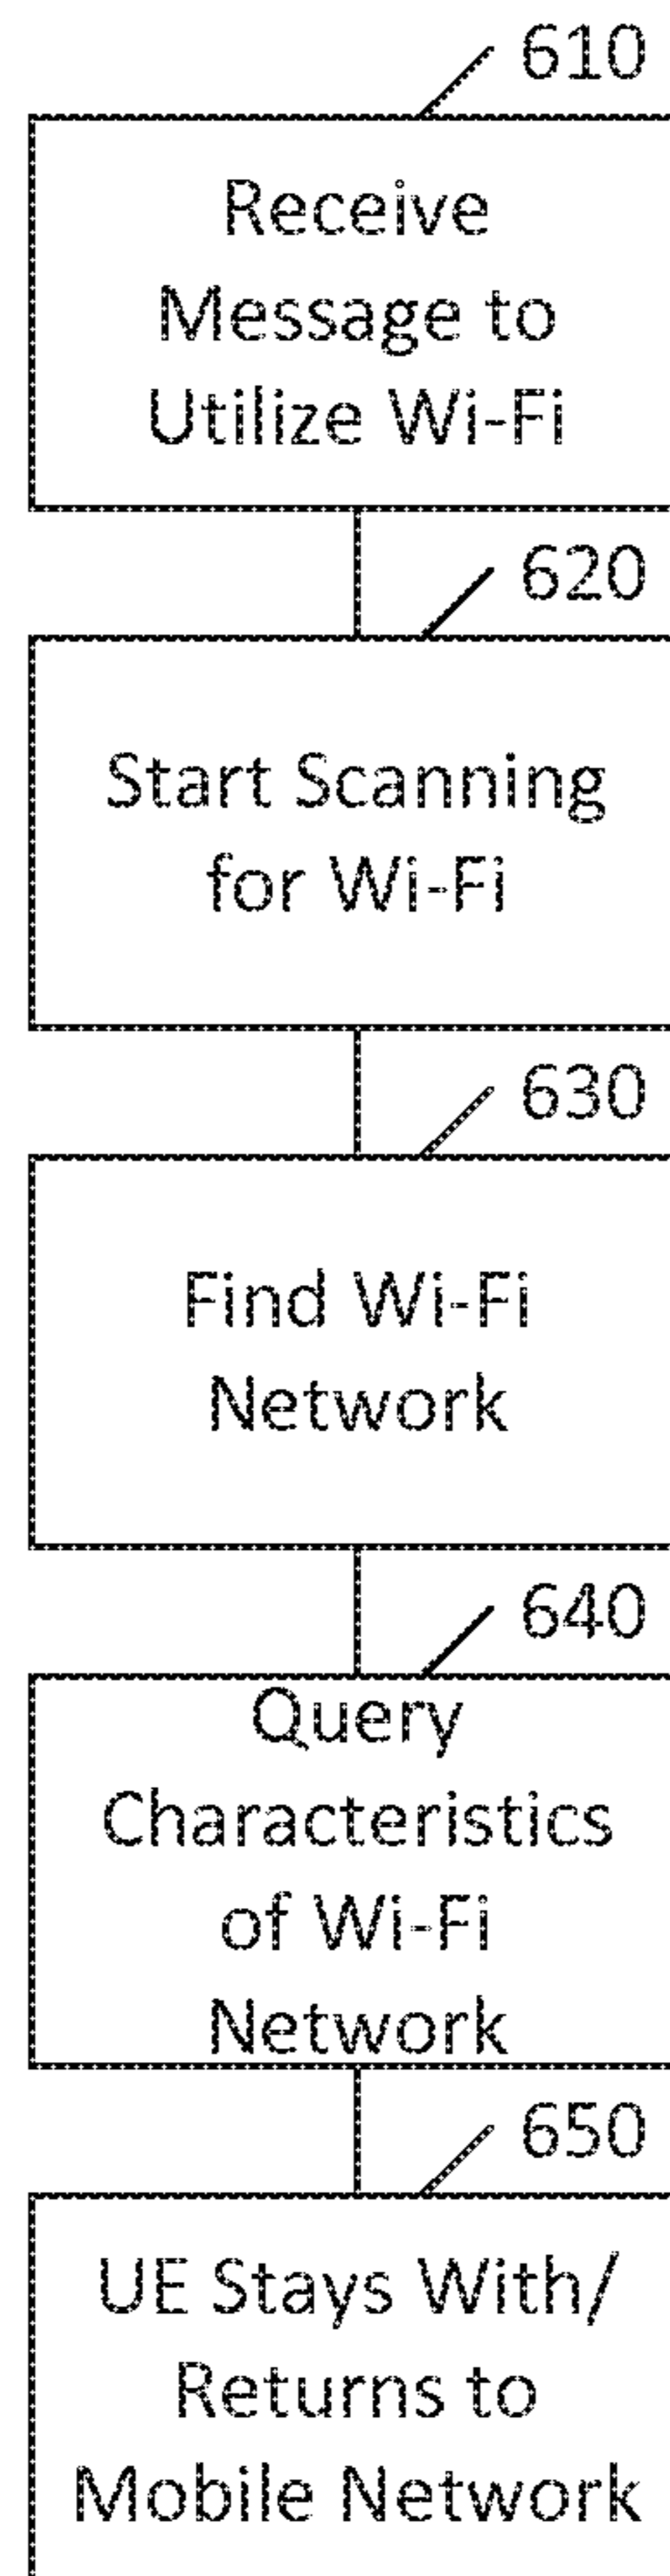 610
Receive
Message to
Utilize Wi-Fi
620
Start Scanning
for Wi-Fi
630
Find Wi-Fi
Network
640
Query
Characteristics
of Wi-Fi
Network
650
UE Stays With/
Returns to
Mobile Network